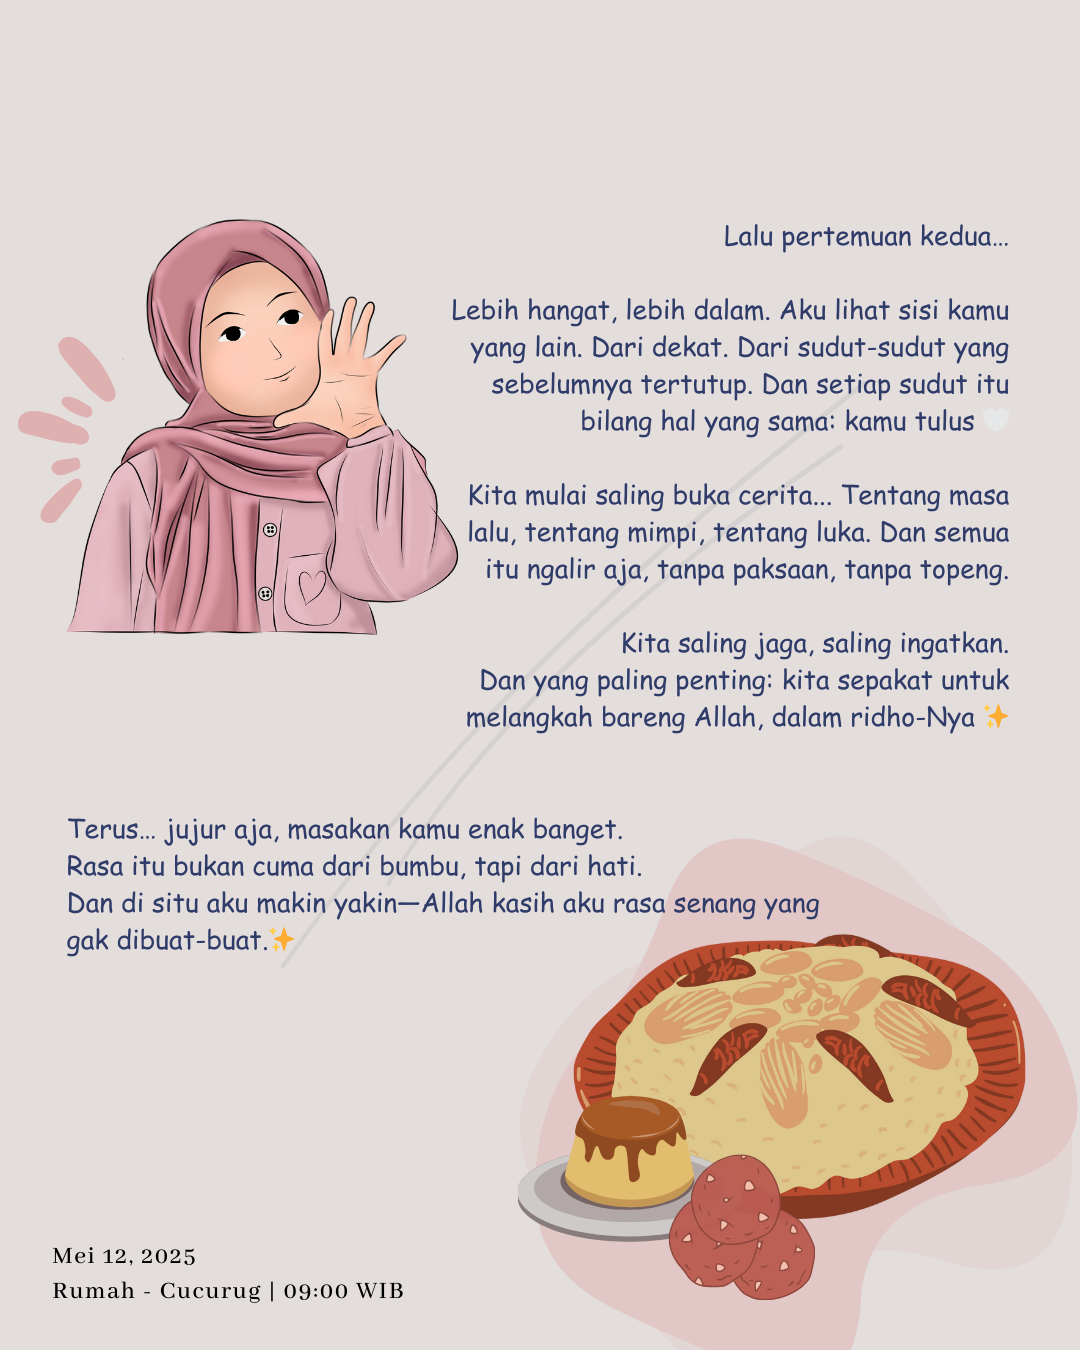 Lalu pertemuan kedua...
Lebih hangat, lebih dalam. Aku lihat sisi kamu
yang lain. Dari dekat. Dari sudut-sudut yang
sebelumnya tertutup. Dan setiap sudut itu
bilang hal yang sama: kamu tulus 🤍
Kita mulai saling buka cerita... Tentang masa
lalu, tentang mimpi, tentang luka. Dan semua
itu ngalir aja, tanpa paksaan, tanpa topeng.
Kita saling jaga, saling ingatkan.
Dan yang paling penting: kita sepakat untuk
melangkah bareng Allah, dalam ridho-Nya ✨
Terus... jujur aja, masakan kamu enak banget.
Rasa itu bukan cuma dari bumbu, tapi dari hati.
Dan di situ aku makin yakin—Allah kasih aku rasa senang yang
gak dibuat-buat.✨
Mei 12, 2025
Rumah - Cucurug | 09:00 WIB